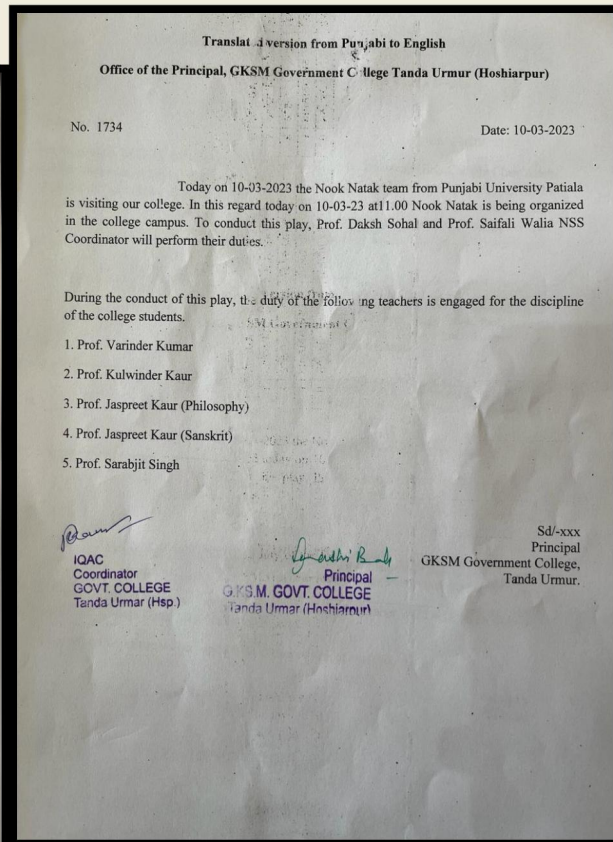 Translat d version from Punjabi to English
Office of the Principal, GKSM Government College Tanda Urmur (Hoshiarpur)
No. 1734
Date: 10-03-2023
Today on 10-03-2023 the Nook Natak team from Punjabi University Patiala
is visiting our college. In this regard today on 10-03-23 at11.00 Nook Natak is being organized
in the college campus. To conduct this play, Prof. Daksh Sohal and Prof. Saifali Walia NSS
Coordinator will perform their duties.
During the conduct of this play, the duty of the following teachers is engaged for the discipline
of the college students.
1. Prof. Varinder Kumar
2. Prof. Kulwinder Kaur
3. Prof. Jaspreet Kaur (Philosophy)
4. Prof. Jaspreet Kaur (Sanskrit)
5. Prof. Sarabjit Singh
Sd/-xxx
Principal
GKSM Government College,
Tanda Urmur.
IQAC
Coordinator
GOVT. COLLEGE
Tanda Urmar (Hsp.)
Principal
G.K.S.M. GOVT. COLLEGE
Tanda Urmar (Hoshiarpur)